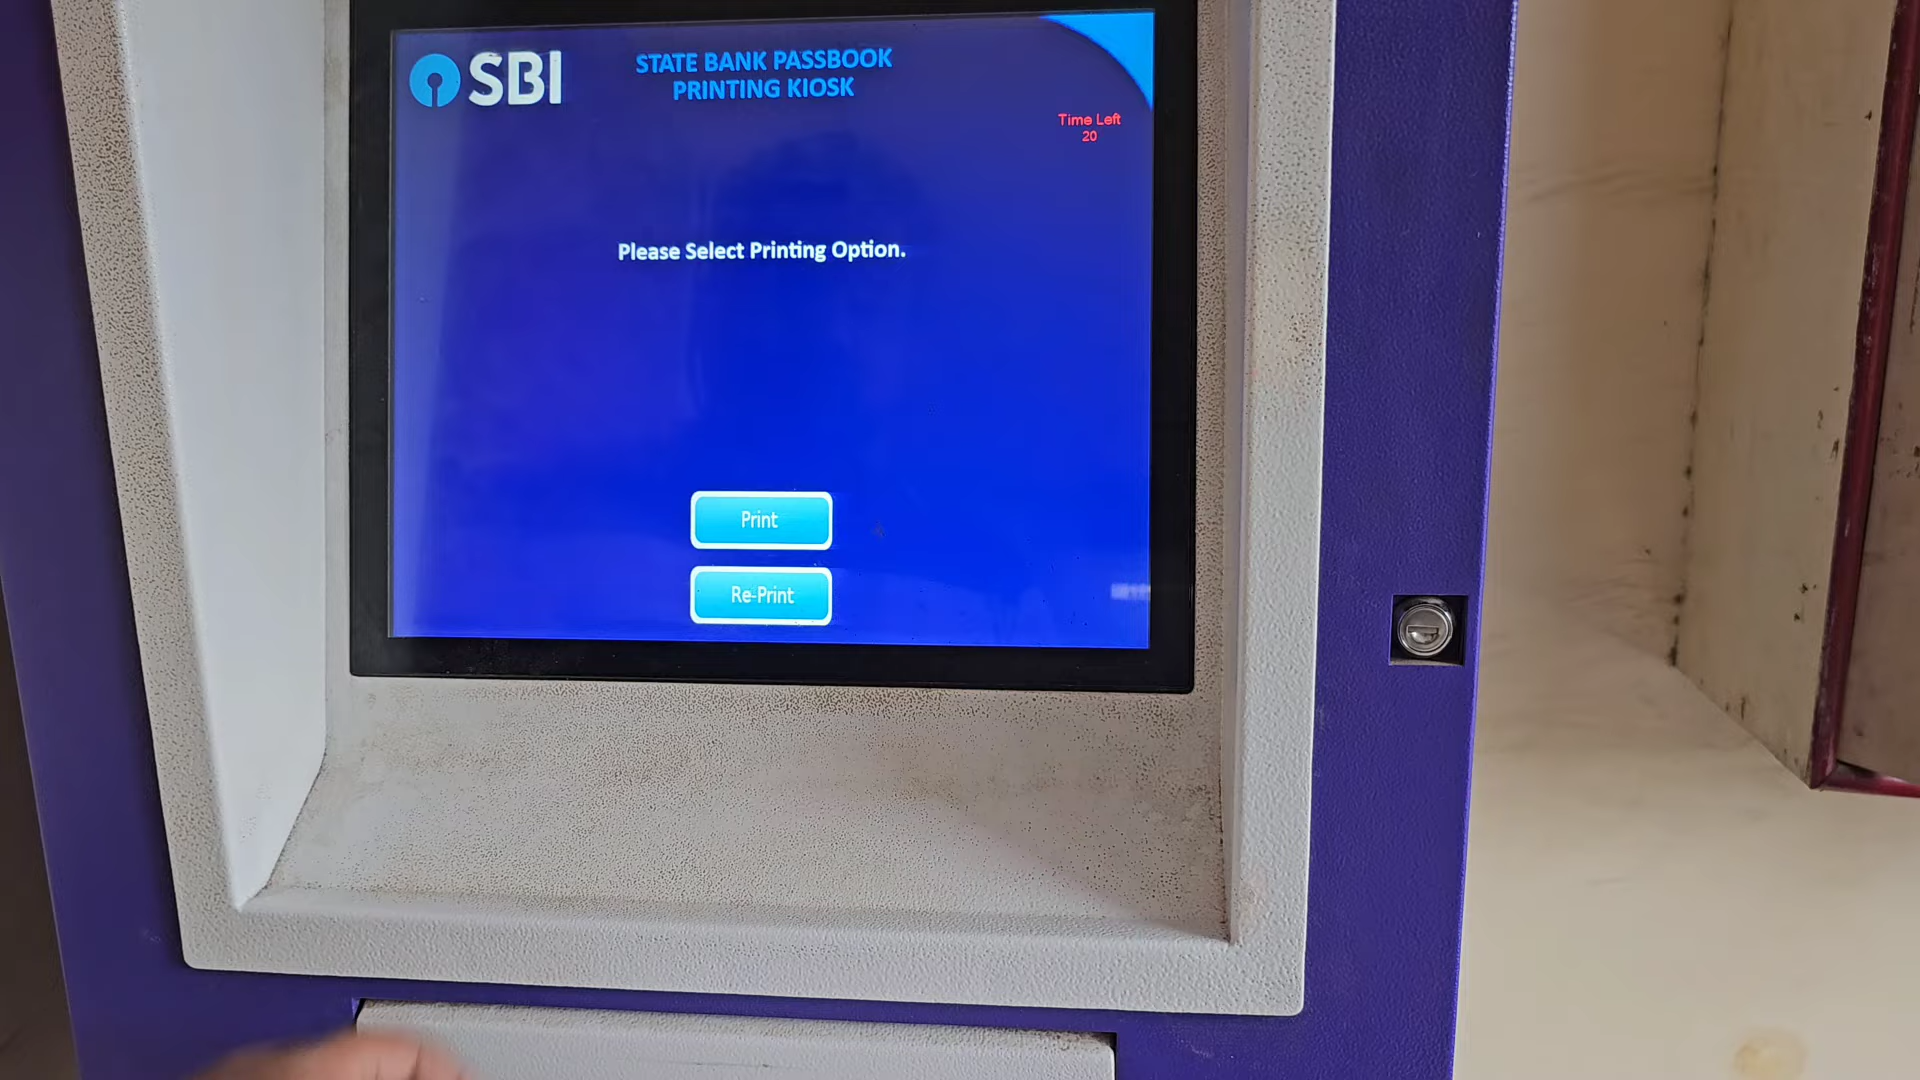 SBI
STATE BANK PASSBOOK
PRINTING KIOSK
Time Left
20
Please Select Printing Option.
Print
Re-Print